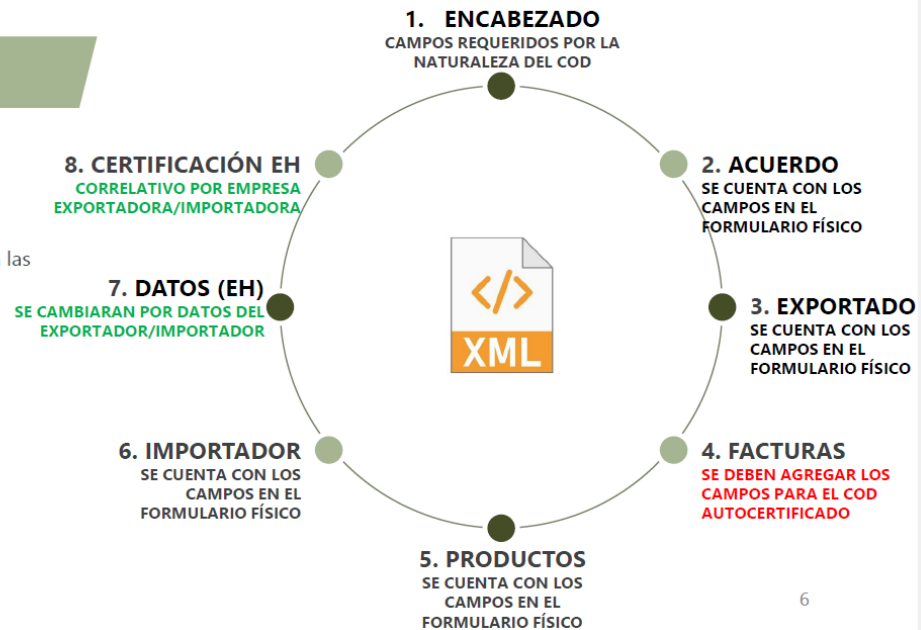 1. ENCABEZADO
CAMPOS REQUERIDOS POR LA
NATURALEZA DEL COD
8. CERTIFICACIÓN EH
CORRELATIVO POR EMPRESA
EXPORTADORA/IMPORTADORA
2. ACUERDO
SE CUENTA CON LOS
CAMPOS EN EL
FORMULARIO FÍSICO
las
7. DATOS (EH)
SE CAMBIARAN POR DATOS DEL
EXPORTADOR/IMPORTADOR
</>
XML
3. EXPORTADO
SE CUENTA CON LOS
CAMPOS EN EL
FORMULARIO FÍSICO
6. IMPORTADOR
SE CUENTA CON LOS
CAMPOS EN EL
FORMULARIO FÍSICO
4. FACTURAS
SE DEBEN AGREGAR LOS
CAMPOS PARA EL COD
AUTOCERTIFICADO
5. PRODUCTOS
SE CUENTA CON LOS
CAMPOS EN EL
FORMULARIO FÍSICO
6